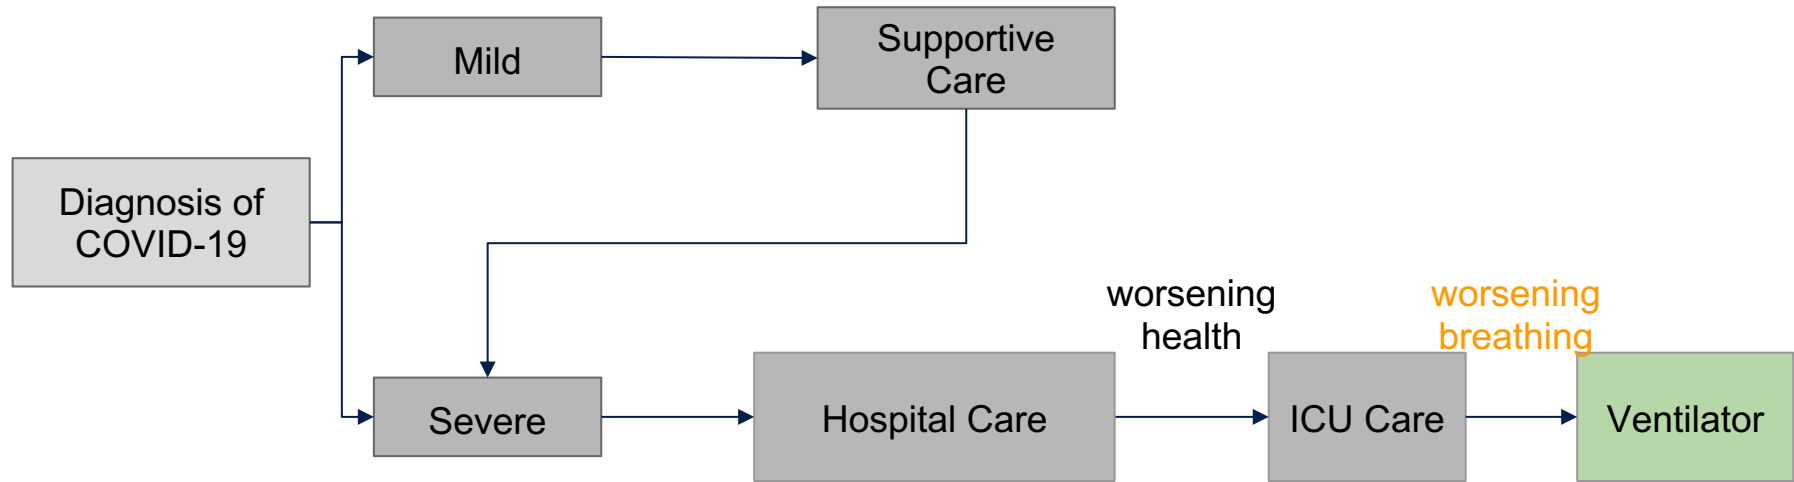 Mild
Supportive
Care
Diagnosis of
COVID-19
worsening
health
worsening
breathing
Severe
Hospital Care
ICU Care
Ventilator